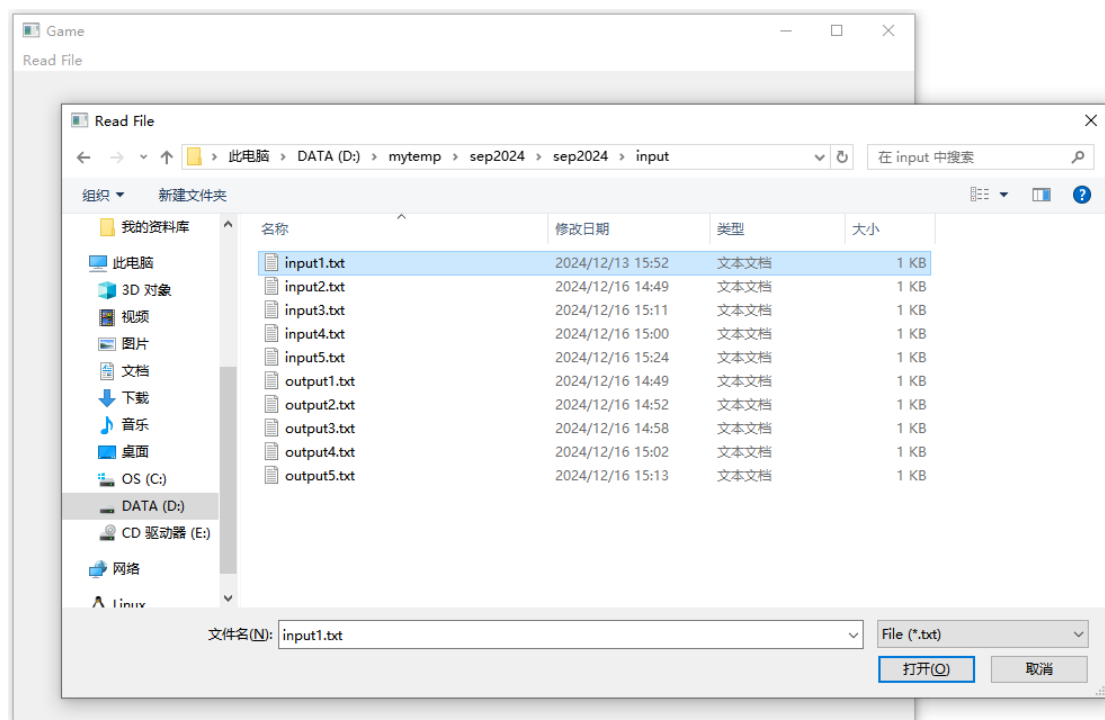 Game
Read File
Read File
此电脑 DATA (D:) mytemp sep2024 sep2024 input
在 input 中搜索
组织 新建文件夹
我的资料库
此电脑
3D 对象
视频
图片
文档
下载
音乐
桌面
OS (C:)
DATA (D:)
CD 驱动器 (E:)
网络
Linux
名称 修改日期 类型 大小
input1.txt 2024/12/13 15:52 文本文档 1 KB
input2.txt 2024/12/16 14:49 文本文档 1 KB
input3.txt 2024/12/16 15:11 文本文档 1 KB
input4.txt 2024/12/16 15:00 文本文档 1 KB
input5.txt 2024/12/16 15:24 文本文档 1 KB
output1.txt 2024/12/16 14:49 文本文档 1 KB
output2.txt 2024/12/16 14:52 文本文档 1 KB
output3.txt 2024/12/16 14:58 文本文档 1 KB
output4.txt 2024/12/16 15:02 文本文档 1 KB
output5.txt 2024/12/16 15:13 文本文档 1 KB
文件名(N): input1.txt File (*.txt)
打开(O) 取消